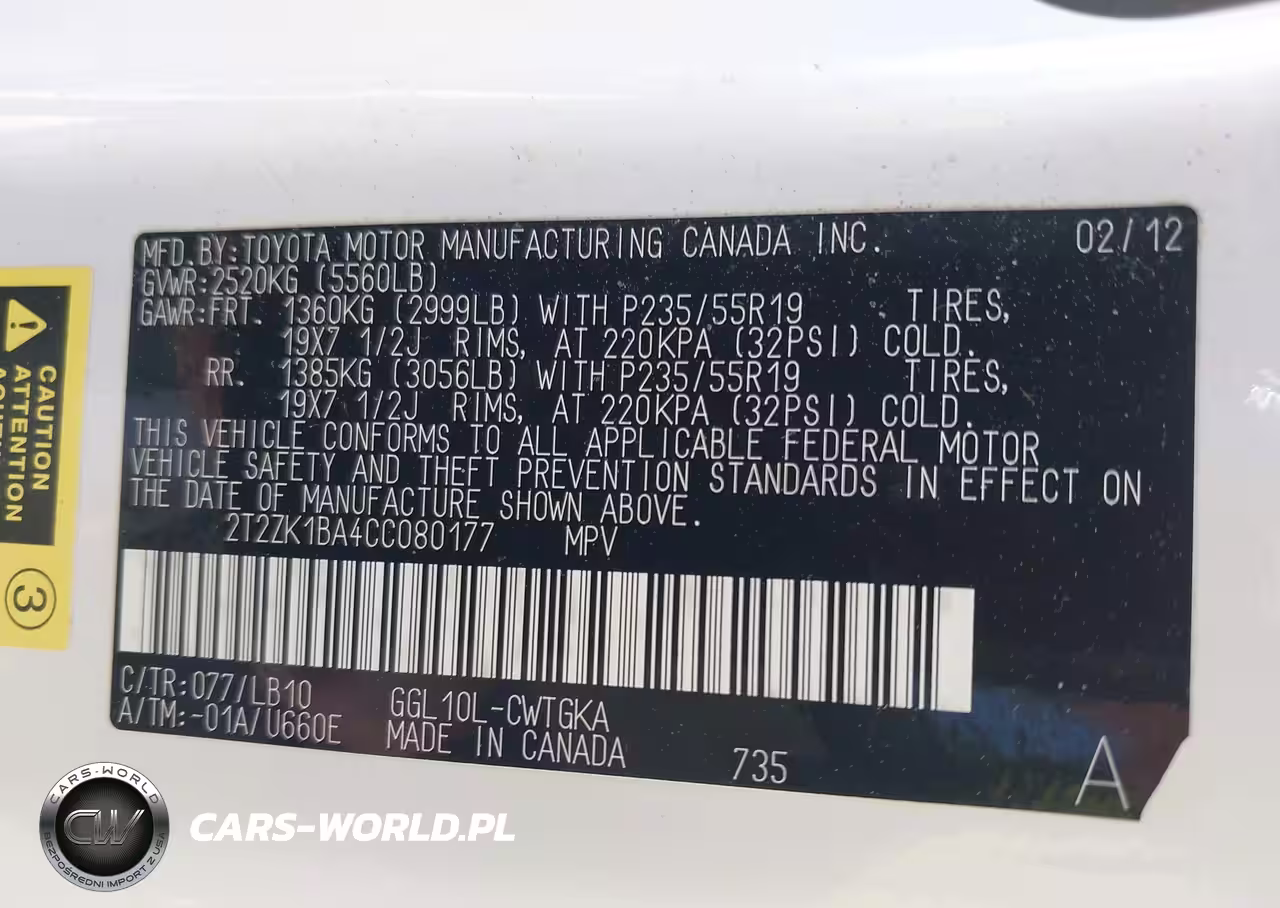 MFD. BY: TOYOTA MOTOR MANUFACTURING CANADA INC. 02/12
GVWR: 2520KG (5560LB)
GAWR: FRT. 1360KG (2999LB) WITH P235/55R19 TIRES,
19X7 1/2J RIMS, AT 220KPA (32PSI) COLD.
RR. 1385KG (3056LB) WITH P235/55R19 TIRES,
19X7 1/2J RIMS, AT 220KPA (32PSI) COLD.
THIS VEHICLE CONFORMS TO ALL APPLICABLE FEDERAL MOTOR
VEHICLE SAFETY AND THEFT PREVENTION STANDARDS IN EFFECT ON
THE DATE OF MANUFACTURE SHOWN ABOVE.
2T2ZK1BA4CC080177 MPV
C/TR: 077/LB10 GGL10L-CWTGKA
A/TM: -01A/U660E MADE IN CANADA 735 A
CAUTION
ATTENTION
3
CARS-WORLD
CW
BEZPOŚREDNI IMPORT Z USA
CARS-WORLD.PL